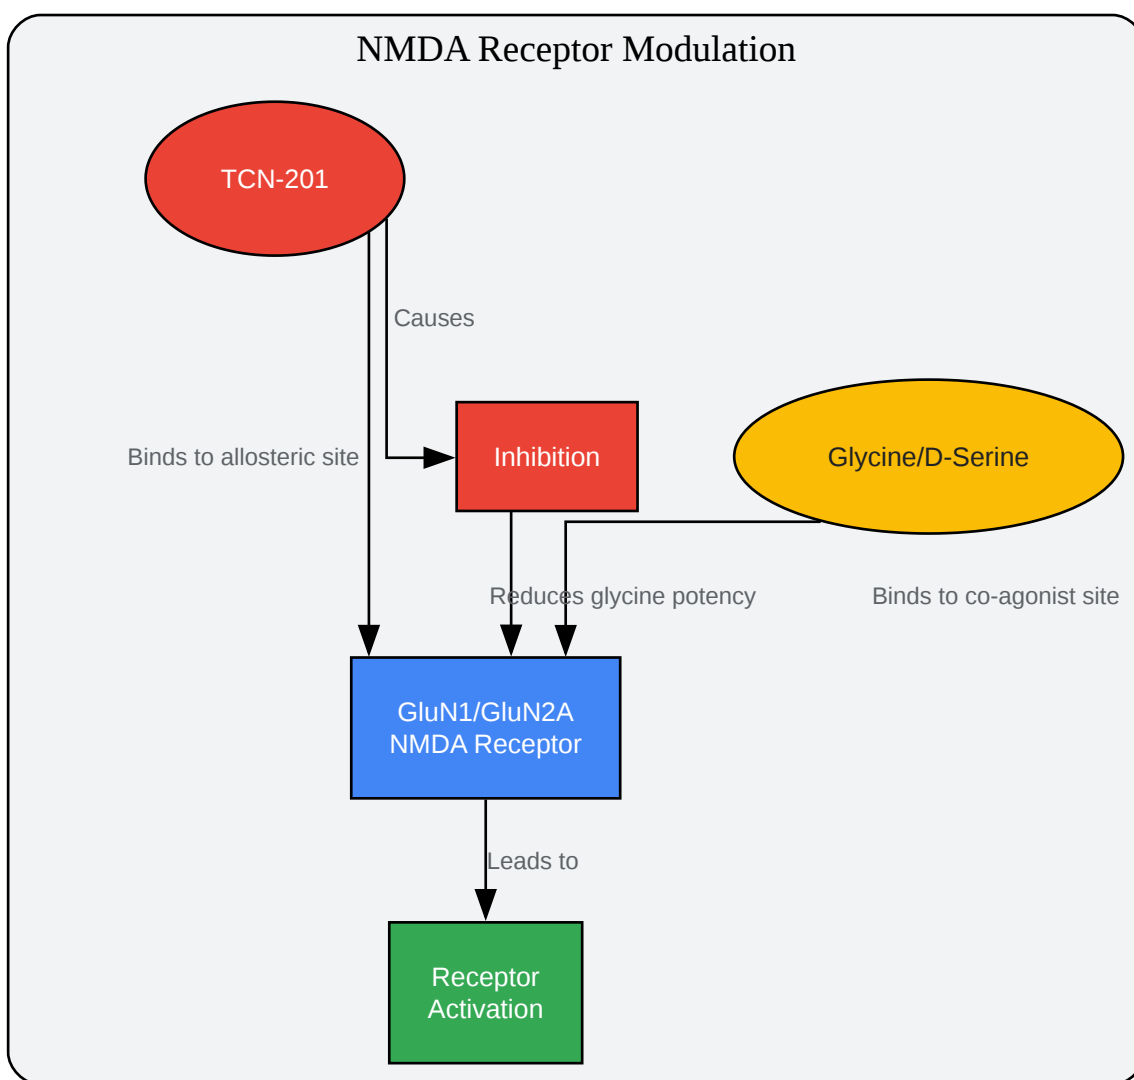 NMDA Receptor Modulation
TCN-201
Causes
Binds to allosteric site
Inhibition
Glycine/D-Serine
Reduces glycine potency
Binds to co-agonist site
GluN1/GluN2A
NMDA Receptor
Leads to
Receptor
Activation